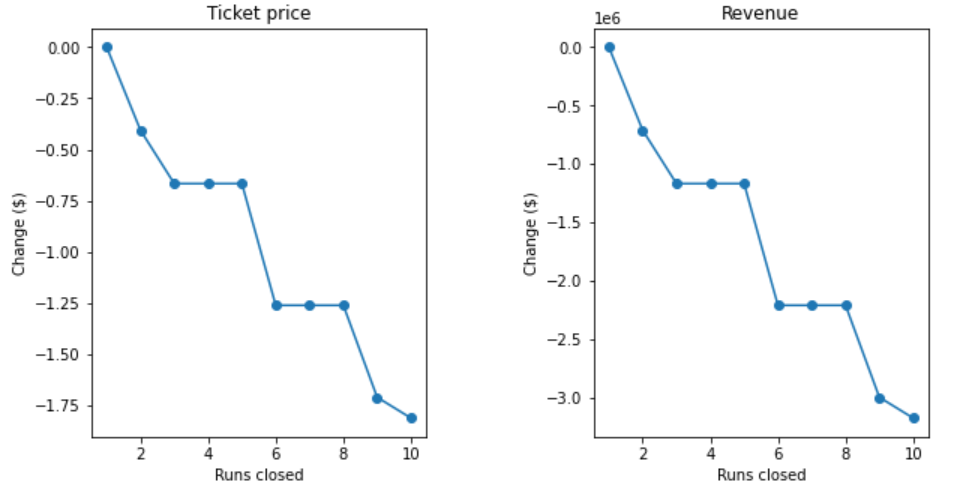 Ticket price
Change ($)
0.00
−0.25
−0.50
−0.75
−1.00
−1.25
−1.50
−1.75
2 4 6 8 10
Runs closed
Revenue
1e6
Change ($)
0.0
−0.5
−1.0
−1.5
−2.0
−2.5
−3.0
2 4 6 8 10
Runs closed